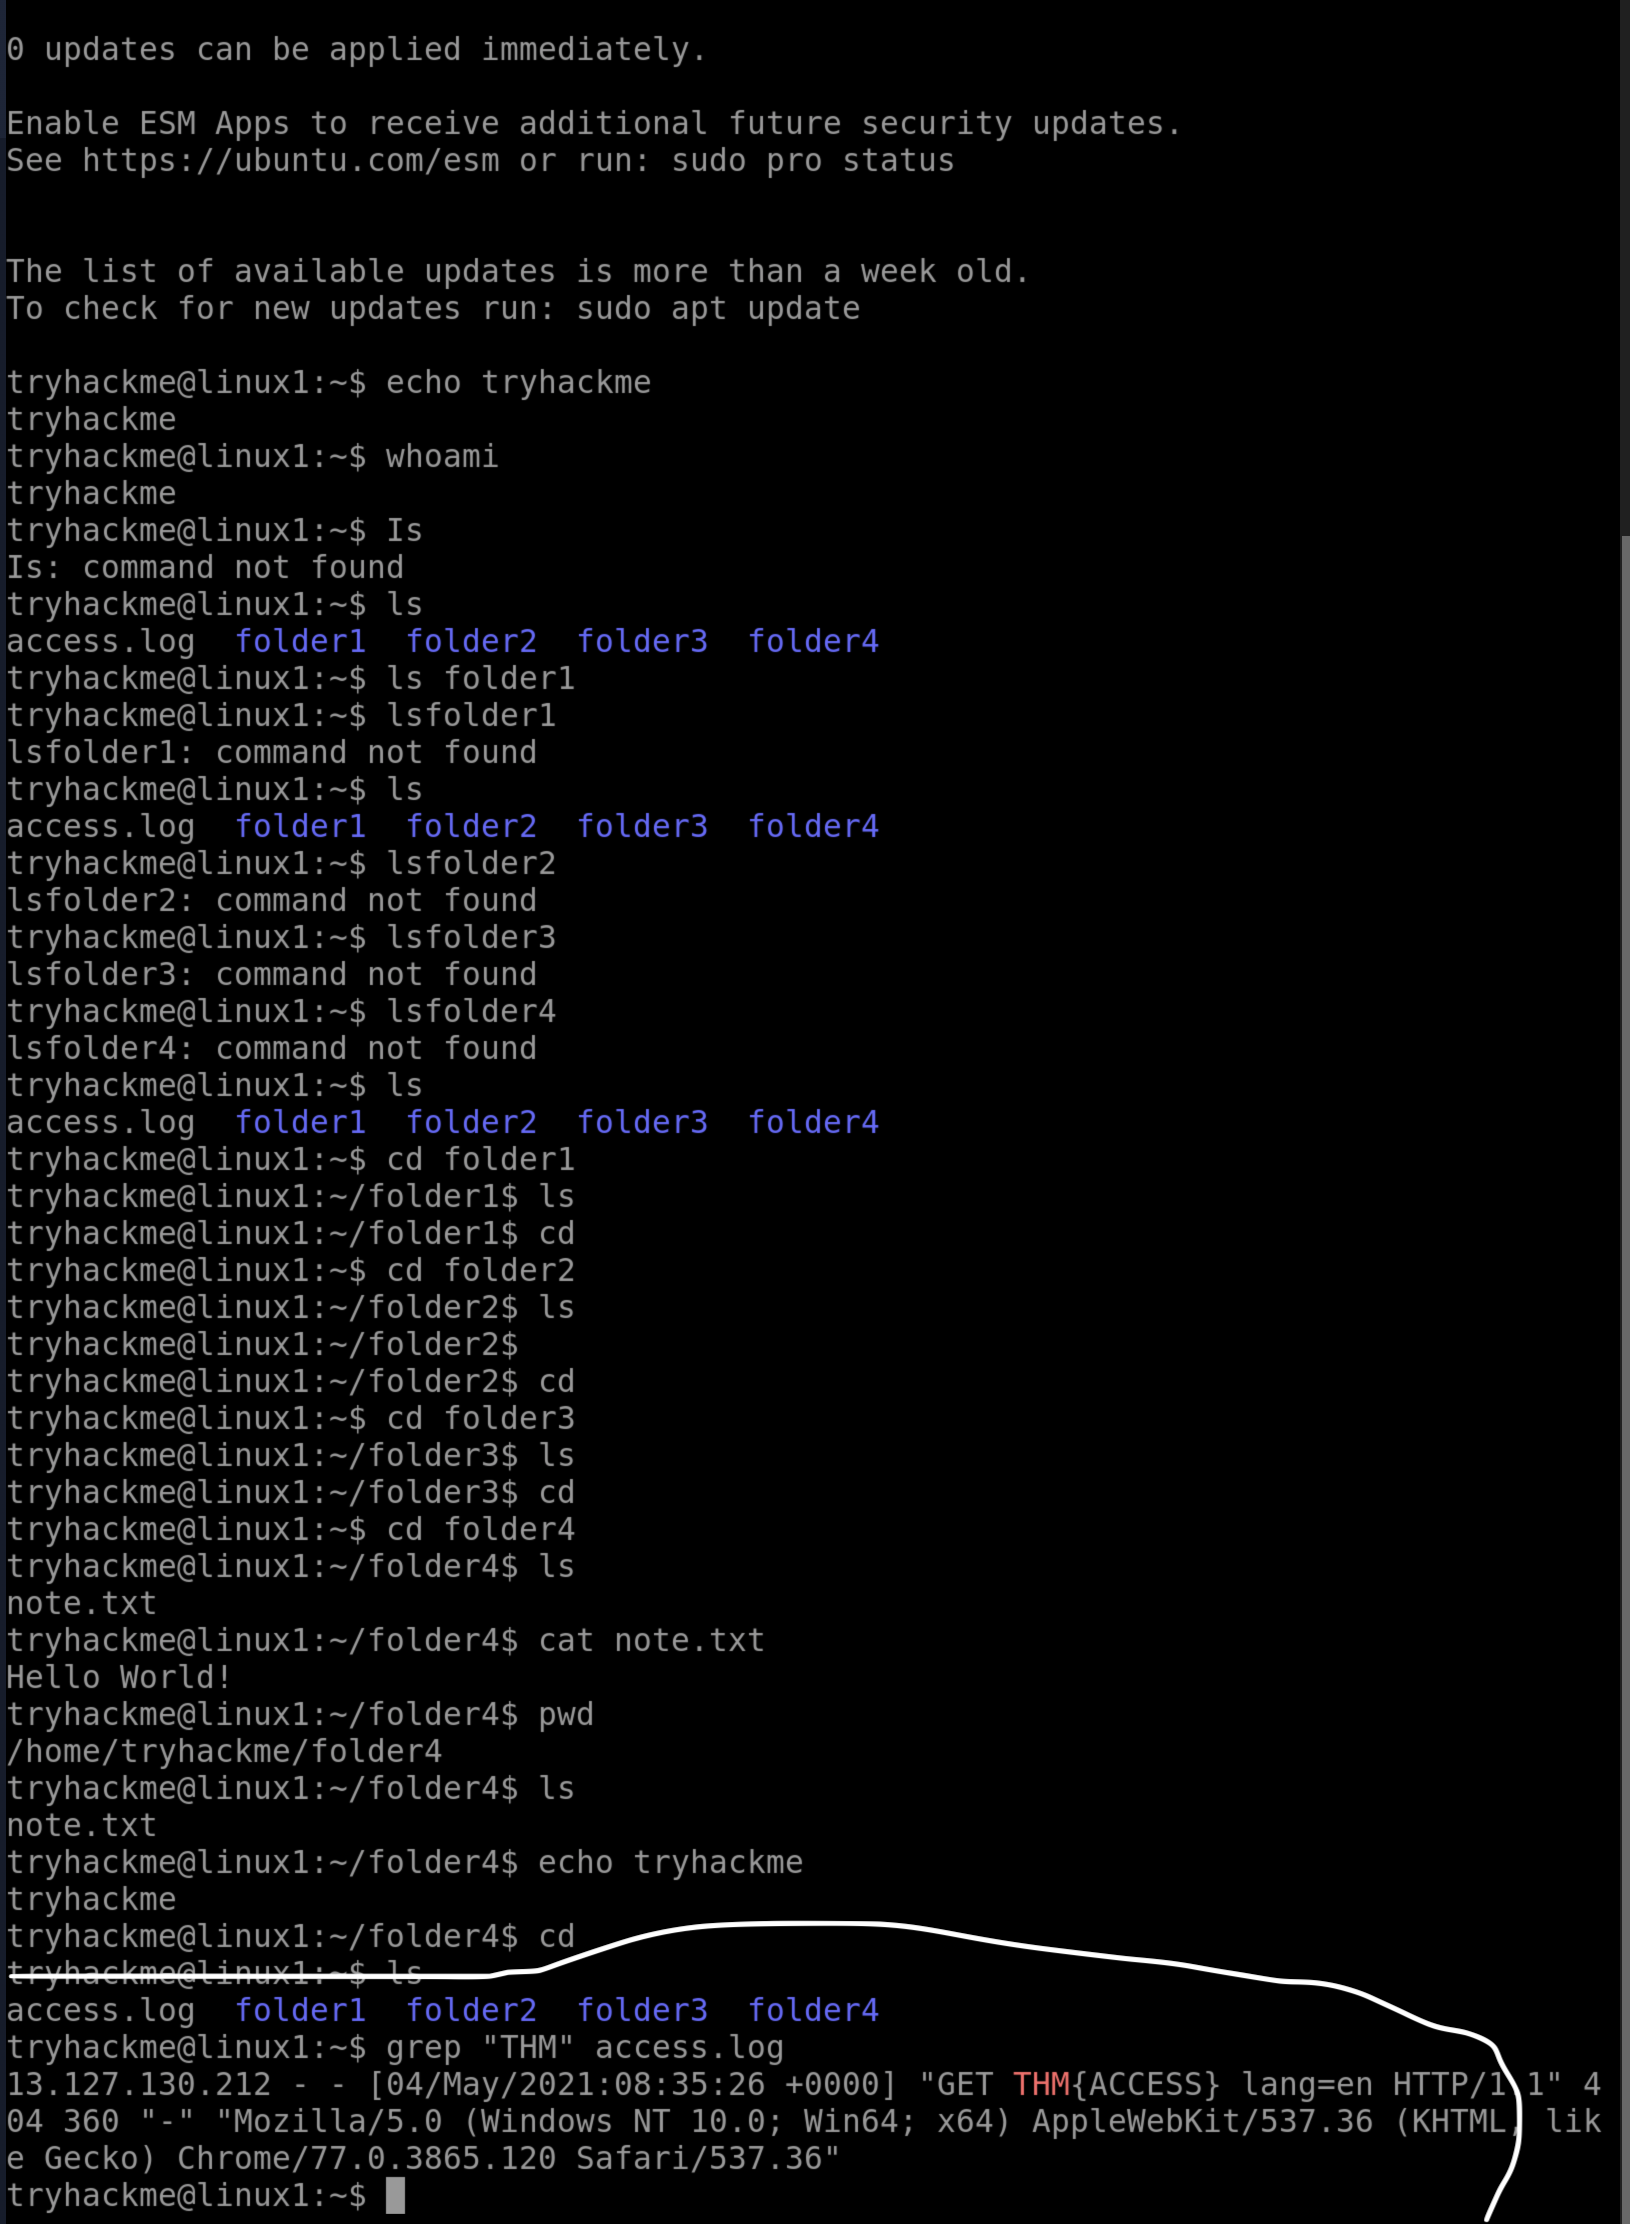 0 updates can be applied immediately.
Enable ESM Apps to receive additional future security updates.
See https://ubuntu.com/esm or run: sudo pro status
The list of available updates is more than a week old.
To check for new updates run: sudo apt update
tryhackme@linux1:~$ echo tryhackme
tryhackme
tryhackme@linux1:~$ whoami
tryhackme
tryhackme@linux1:~$ Is
Is: command not found
tryhackme@linux1:~$ ls
access.log  folder1  folder2  folder3  folder4
tryhackme@linux1:~$ ls folder1
tryhackme@linux1:~$ lsfolder1
lsfolder1: command not found
tryhackme@linux1:~$ ls
access.log  folder1  folder2  folder3  folder4
tryhackme@linux1:~$ lsfolder2
lsfolder2: command not found
tryhackme@linux1:~$ lsfolder3
lsfolder3: command not found
tryhackme@linux1:~$ lsfolder4
lsfolder4: command not found
tryhackme@linux1:~$ ls
access.log  folder1  folder2  folder3  folder4
tryhackme@linux1:~$ cd folder1
tryhackme@linux1:~/folder1$ ls
tryhackme@linux1:~/folder1$ cd
tryhackme@linux1:~$ cd folder2
tryhackme@linux1:~/folder2$ ls
tryhackme@linux1:~/folder2$
tryhackme@linux1:~/folder2$ cd
tryhackme@linux1:~$ cd folder3
tryhackme@linux1:~/folder3$ ls
tryhackme@linux1:~/folder3$ cd
tryhackme@linux1:~$ cd folder4
tryhackme@linux1:~/folder4$ ls
note.txt
tryhackme@linux1:~/folder4$ cat note.txt
Hello World!
tryhackme@linux1:~/folder4$ pwd
/home/tryhackme/folder4
tryhackme@linux1:~/folder4$ ls
note.txt
tryhackme@linux1:~/folder4$ echo tryhackme
tryhackme
tryhackme@linux1:~/folder4$ cd
tryhackme@linux1:~$ ls
access.log  folder1  folder2  folder3  folder4
tryhackme@linux1:~$ grep "THM" access.log
13.127.130.212 - - [04/May/2021:08:35:26 +0000] "GET THM{ACCESS} lang=en HTTP/1.1" 4
04 360 "-" "Mozilla/5.0 (Windows NT 10.0; Win64; x64) AppleWebKit/537.36 (KHTML, lik
e Gecko) Chrome/77.0.3865.120 Safari/537.36"
tryhackme@linux1:~$